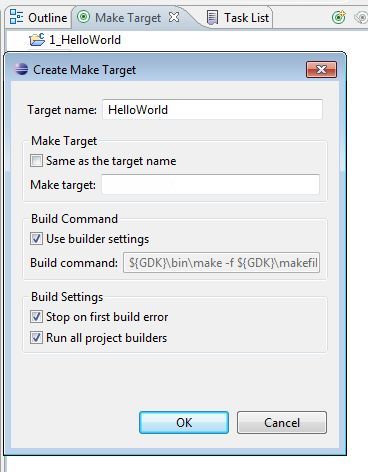 Outline Make Target Task List
1_HelloWorld
Create Make Target
Target name: HelloWorld
Make Target
Same as the target name
Make target:
Build Command
Use builder settings
Build command: ${GDK}\bin\make -f ${GDK}\makefil
Build Settings
Stop on first build error
Run all project builders
OK Cancel